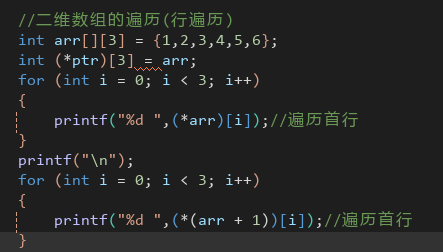 //二维数组的遍历(行遍历)
int arr[][3] = {1,2,3,4,5,6};
int (*ptr)[3] = arr;
for (int i = 0; i < 3; i++)
{
    printf("%d ",(*arr)[i]);//遍历首行
}
printf("\n");
for (int i = 0; i < 3; i++)
{
    printf("%d ",(*(arr + 1))[i]);//遍历首行
}